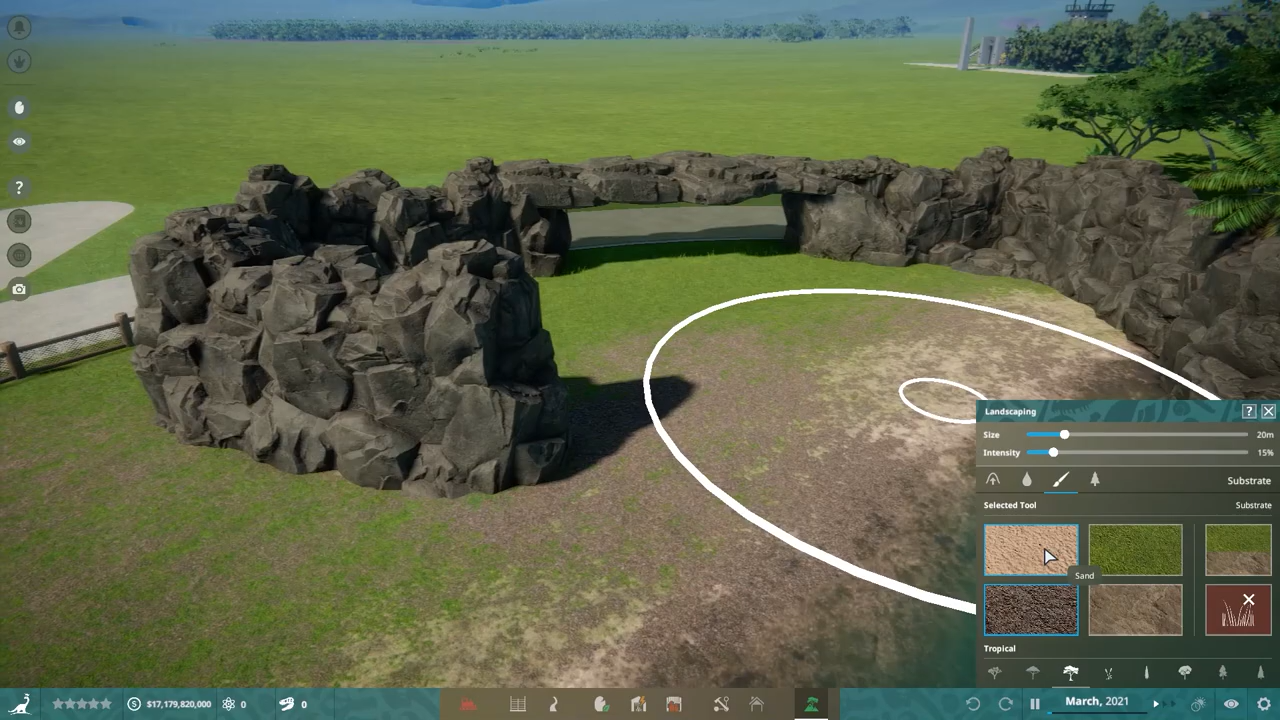 Landscaping
?
Size 20m
Intensity 15%
Substrate
Selected Tool Substrate
Sand
Tropical
?
$17,179,820,000 0 0
March, 2021